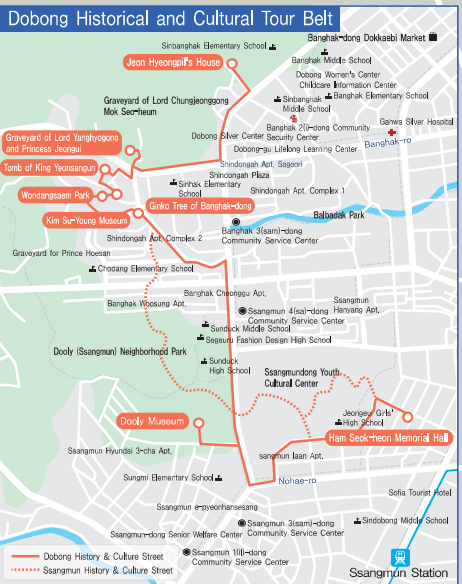 Dobong Historical and Cultural Tour Belt
Sinbanghak Elementary School
Banghak-dong Dokkaebi Market
Jeon Hyeongpil's House
Banghak Middle School
Dobong Women's Center
Childcare Information Center
Graveyard of Lord Chungjeonggong
Mok Seo-heum
Sinbanghak
Middle School
Banghak Elementary School
Gahwa Silver Hospital
Banghak 2(i)-dong Community
Security Center
Dobong Silver Center
Banghak-ro
Graveyard of Lord Yanghyogong
and Princess Jeongui
Dobong-gu Lifelong Learning Center
Shindongah Apt. Sageori
Tomb of King Yeonsangun
Shindongah Plaza
Sinhak Elementary
School
Shindongah Apt. Complex 1
Wondangsaem Park
Ginko Tree of Banghak-dong
Kim Su-Young Museum
Balbadak Park
Banghak 3(sam)-dong
Community Service Center
Shindongah Apt. Complex 2
Graveyard for Prince Hoesan
Chodang Elementary School
Banghak Cheonggu Apt.
Banghak Woosung Apt.
Ssangmun
Hanyang Apt.
Ssangmun 4(sa)-dong
Community Service Center
Sunduck Middle School
Segeuru Fashion Design High School
Dooly (Ssangmun) Neighborhood Park
Sunduck
High School
Ssangmundong Youth
Cultural Center
Dooly Museum
Jeongeui Girls'
High School
Ham Seok-heon Memorial Hall
Ssangmun Hyundai 3-cha Apt.
sangmun Iaan Apt.
Sungmi Elementary School
Nohae-ro
Sofia Tourist Hotel
Ssangmun e-pyeonhansesang
Ssangmun 3(sam)-dong
Community Service Center
Sindobong Middle School
Ssangmun-dong Senior Welfare Center
Ssangmun 1(il)-dong
Community Service Center
Dobong History & Culture Street
Ssangmun History & Culture Street
Ssangmun Station